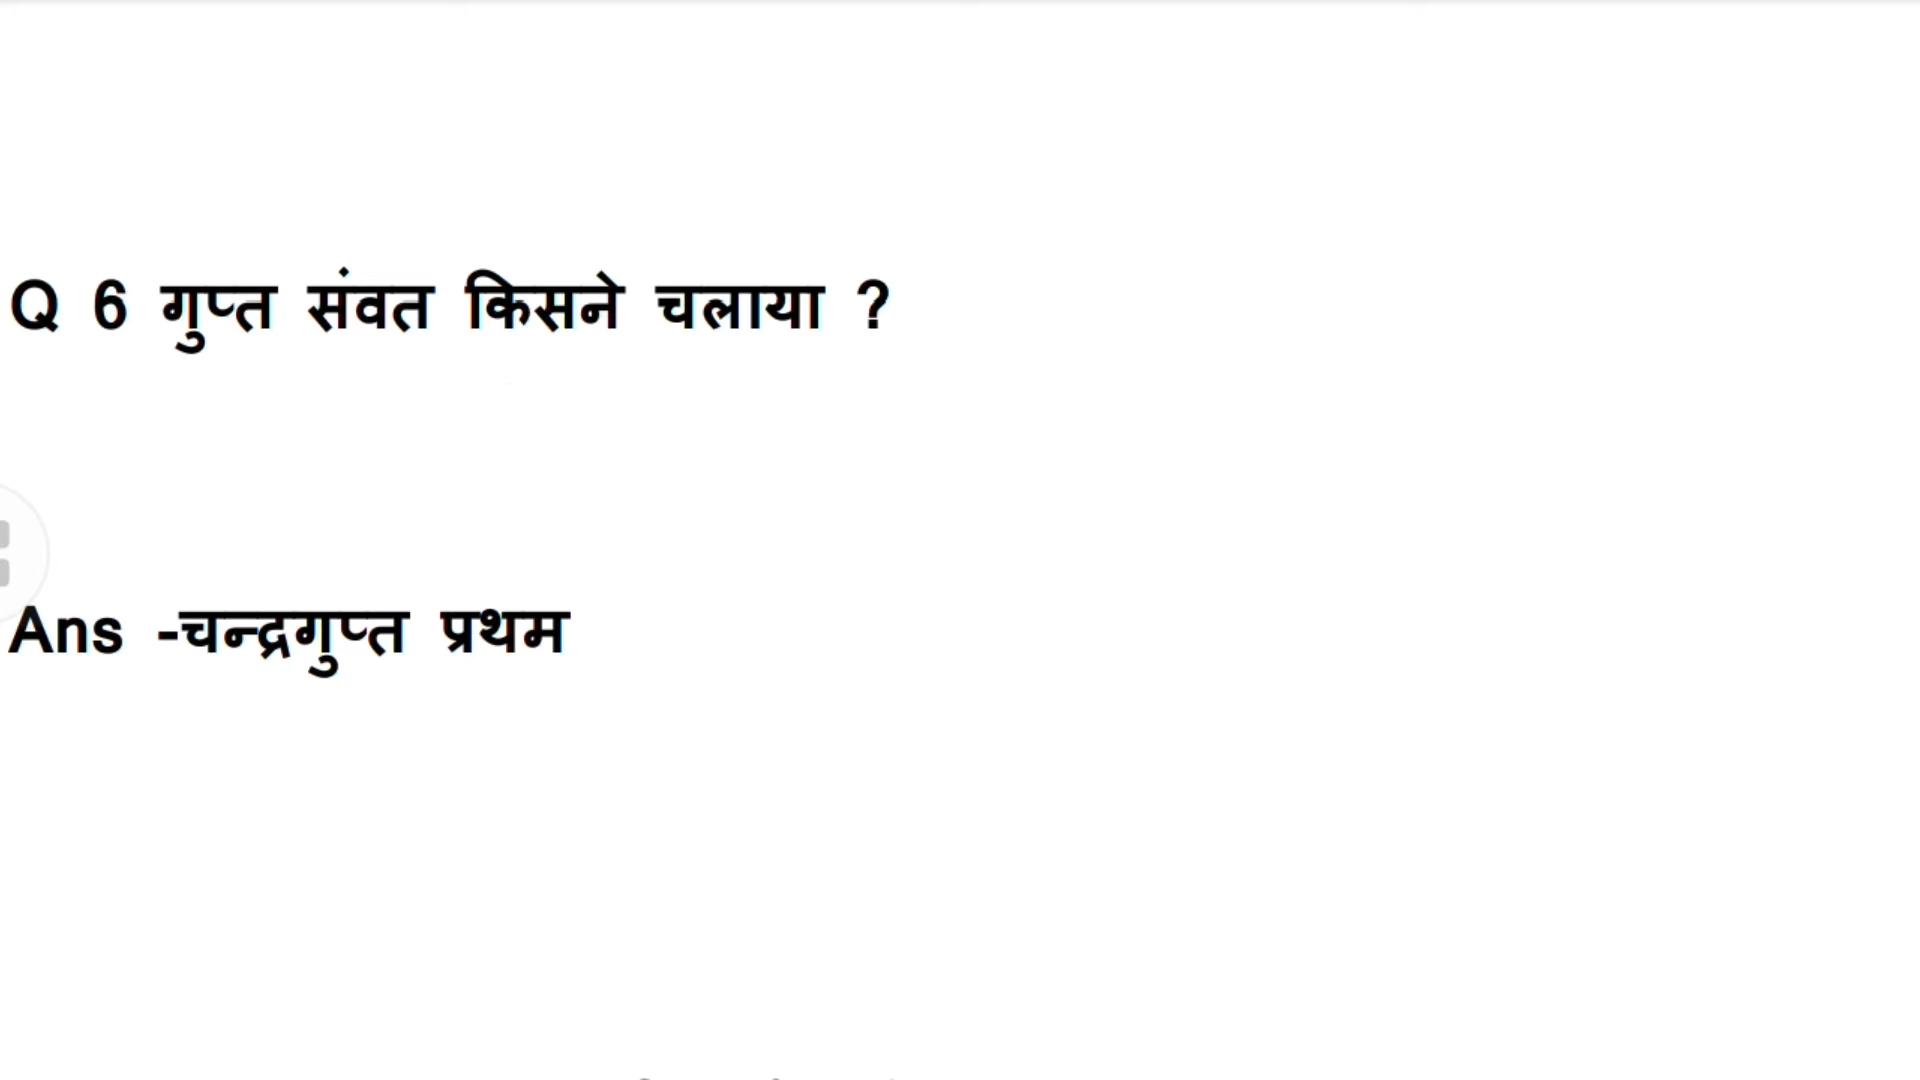 Q 6 गुप्त संवत किसने चलाया ?
Ans -चन्द्रगुप्त प्रथम